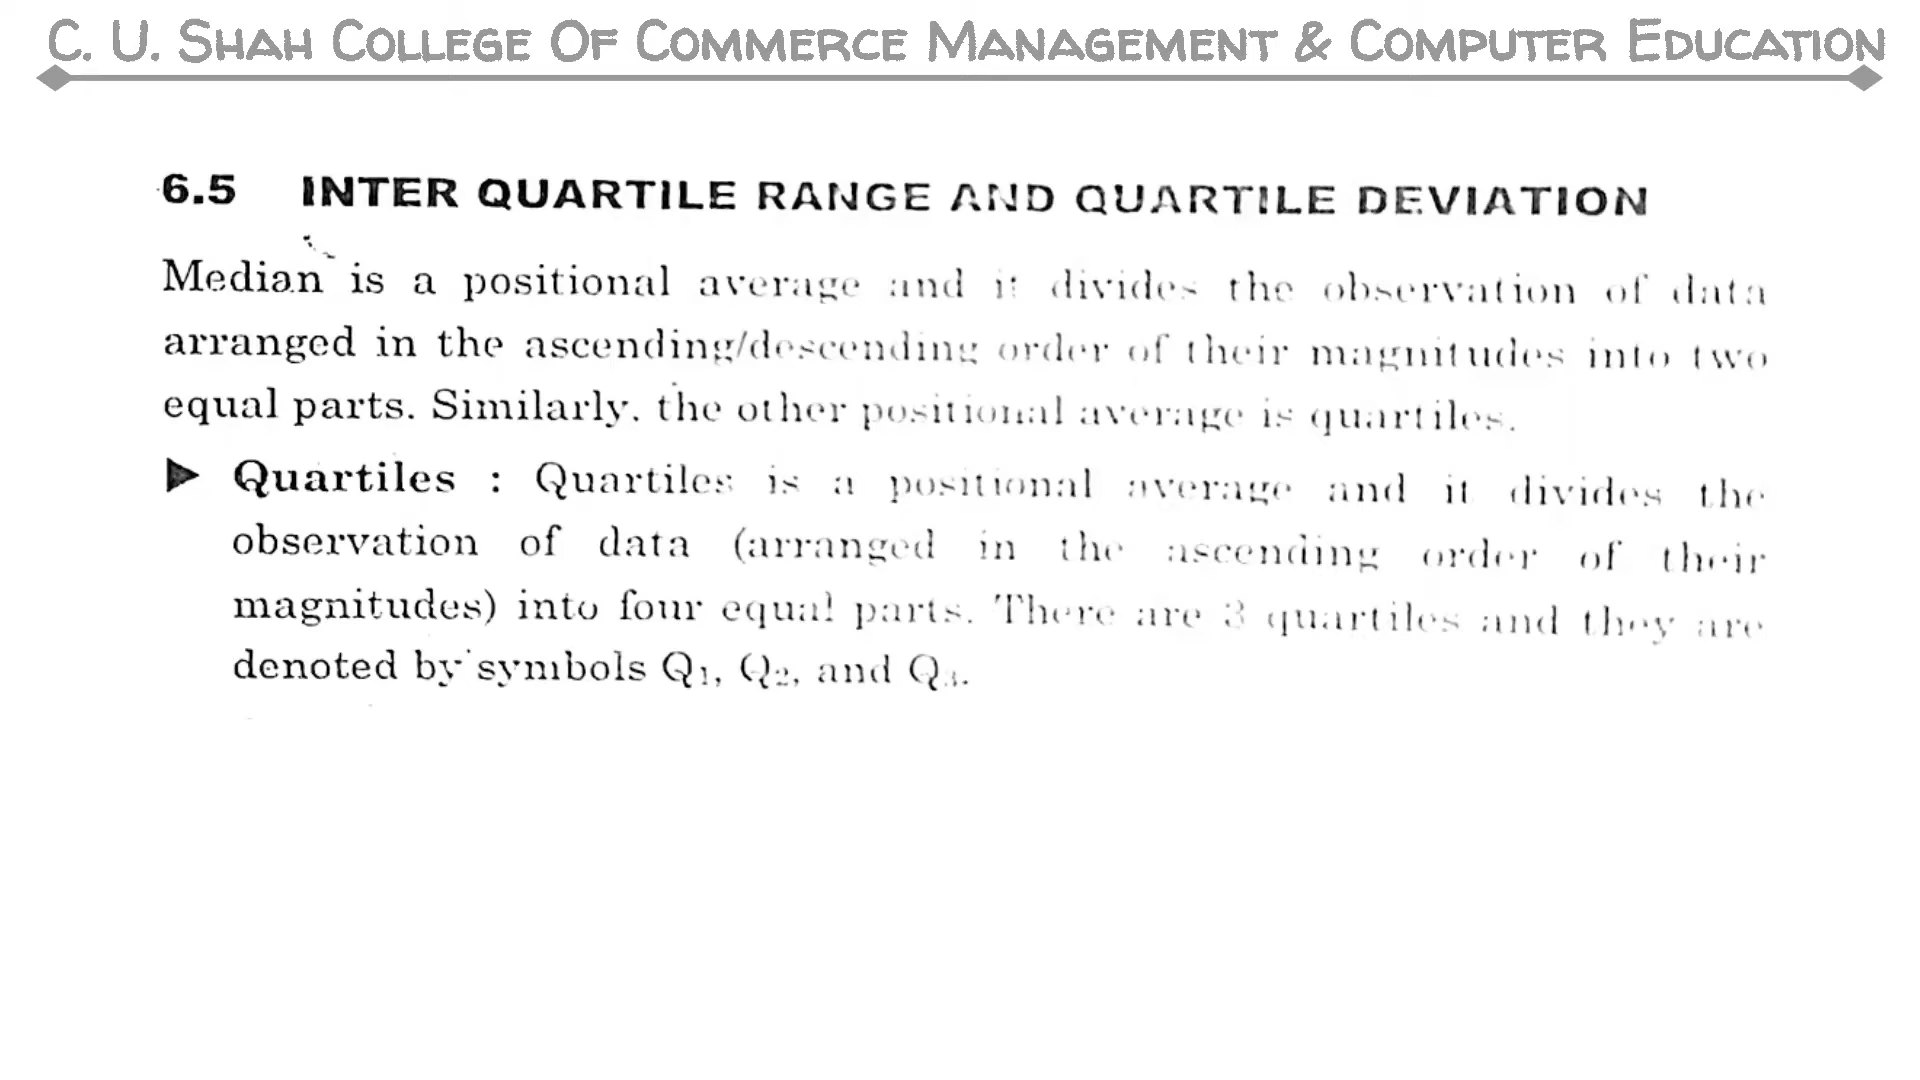 C. U. Shah College Of Commerce Management & Computer Education
6.5 INTER QUARTILE RANGE AND QUARTILE DEVIATION
Median is a positional average and it divides the observation of data
arranged in the ascending/descending order of their magnitudes into two
equal parts. Similarly, the other positional average is quartiles.
► Quartiles : Quartiles is a positional average and it divides the
observation of data (arranged in the ascending order of their
magnitudes) into four equal parts. There are 3 quartiles and they are
denoted by symbols Q₁, Q₂, and Q₃.